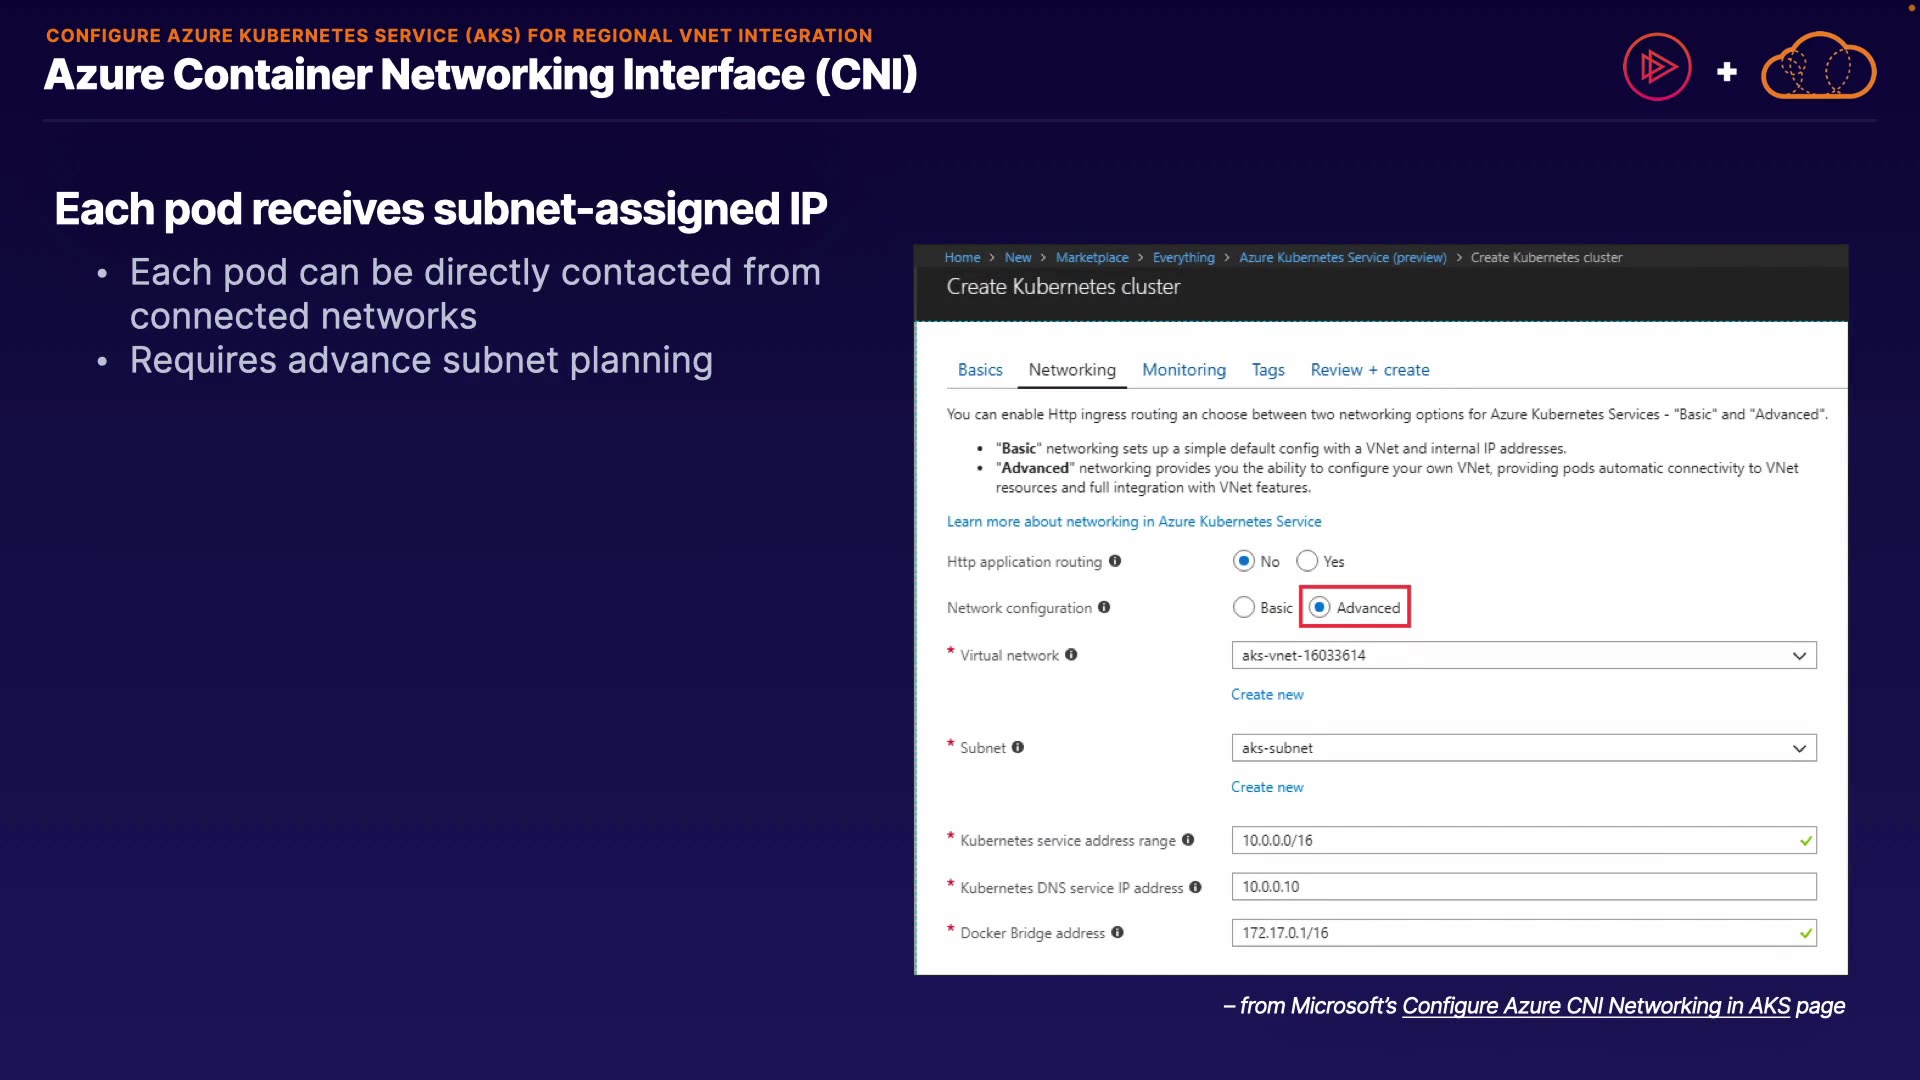 CONFIGURE AZURE KUBERNETES SERVICE (AKS) FOR REGIONAL VNET INTEGRATION
Azure Container Networking Interface (CNI)
+
Each pod receives subnet-assigned IP
• Each pod can be directly contacted from
connected networks
• Requires advance subnet planning
Home > New > Marketplace > Everything > Azure Kubernetes Service (preview) > Create Kubernetes cluster
Create Kubernetes cluster
Basics Networking Monitoring Tags Review + create
You can enable Http ingress routing an choose between two networking options for Azure Kubernetes Services - "Basic" and "Advanced".
• "Basic" networking sets up a simple default config with a VNet and internal IP addresses.
• "Advanced" networking provides you the ability to configure your own VNet, providing pods automatic connectivity to VNet
resources and full integration with VNet features.
Learn more about networking in Azure Kubernetes Service
Http application routing No Yes
Network configuration Basic Advanced
* Virtual network aks-vnet-16033614
Create new
* Subnet aks-subnet
Create new
* Kubernetes service address range 10.0.0.0/16
* Kubernetes DNS service IP address 10.0.0.10
* Docker Bridge address 172.17.0.1/16
– from Microsoft's Configure Azure CNI Networking in AKS page